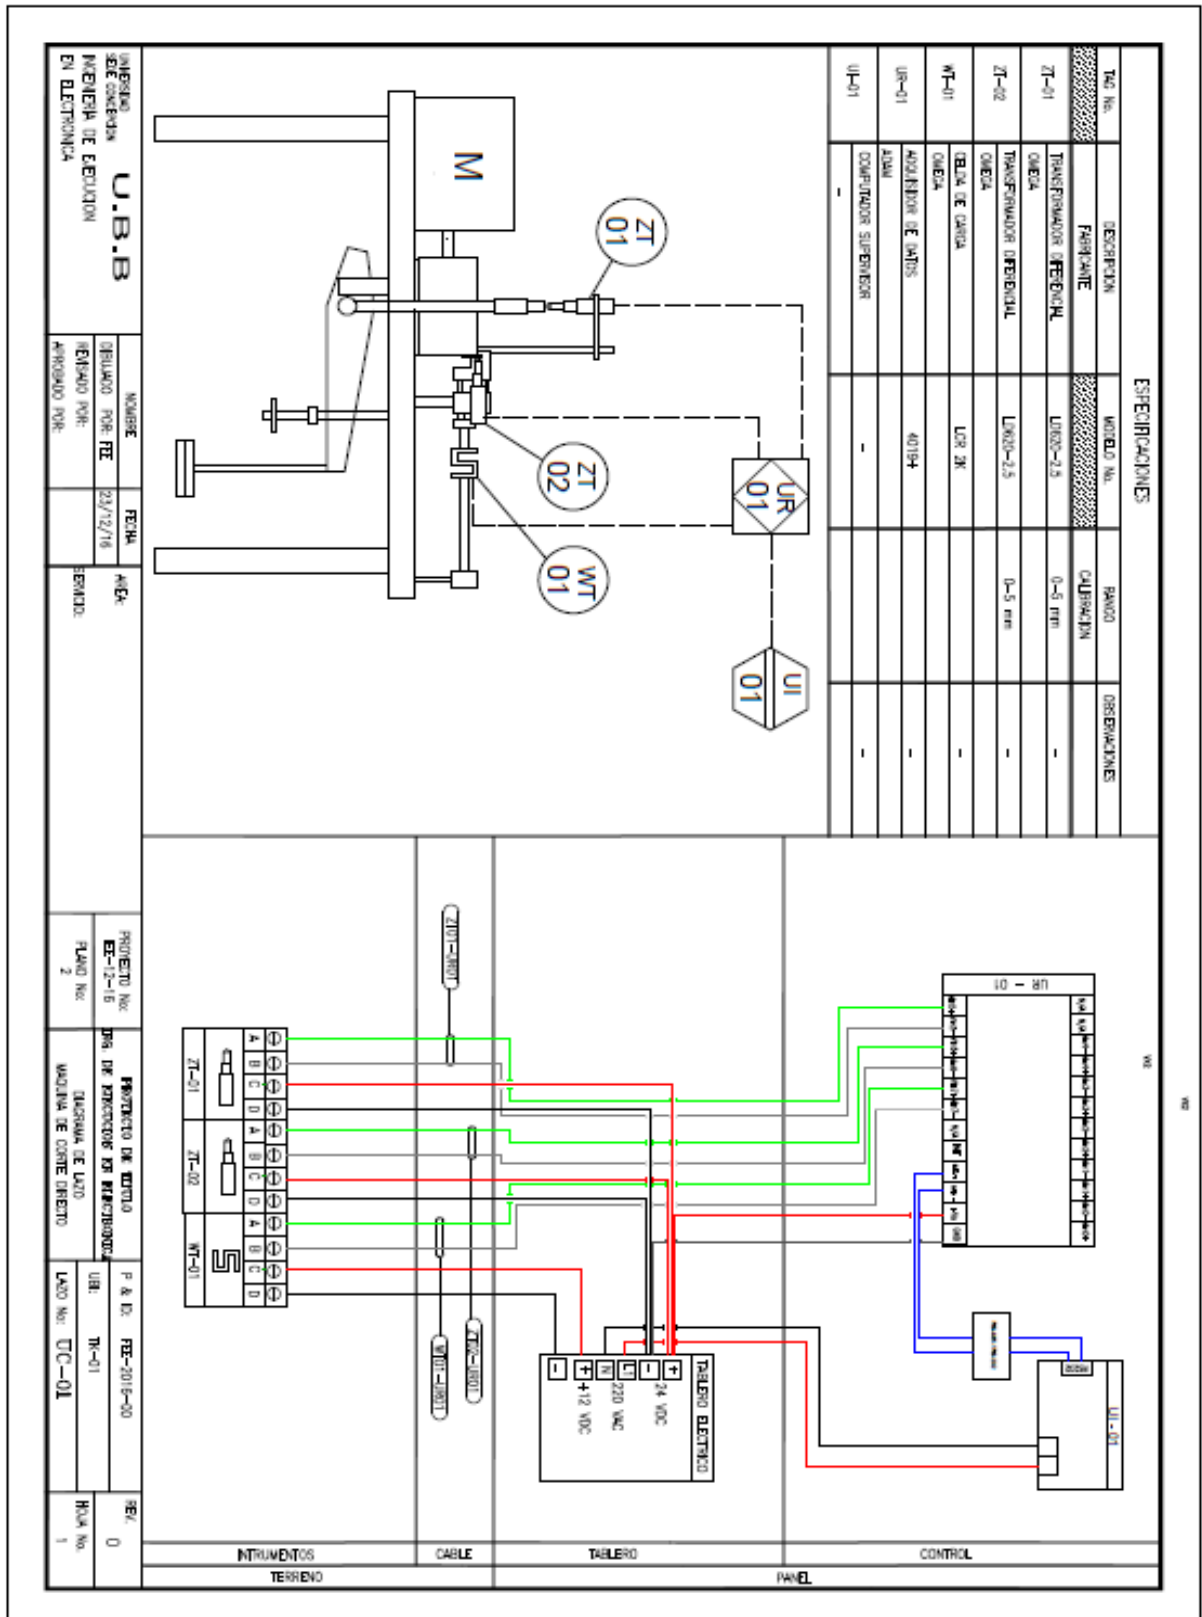 ESPECIFICACIONES
TAG No. DESCRIPCION MODELO No. RANGO OBSERVACIONES
FABRICANTE CALIBRACION
ZT-01 TRANSFORMADOR DIFERENCIAL LD620-2.5 0-5 mm -
OMEGA
ZT-02 TRANSFORMADOR DIFERENCIAL LD620-2.5 0-5 mm -
OMEGA
WT-01 CELDA DE CARGA LCR 2K -
OMEGA
UR-01 ADQUISIDOR DE DATOS 4019+ -
ADAM
UI-01 COMPUTADOR SUPERVISOR - -
-
M
ZT
01
ZT
02
WT
01
UR
01
UI
01
UR - 01
UI - 01
TABLERO ELECTRICO
+
-
24 VDC
L1
N
220 VAC
+
-
+12 VDC
ZT01-UR01
ZT02-UR01
WT01-UR01
A B C D A B C D A B C D
ZT-01 ZT-02 WT-01
CONTROL
TABLERO
CABLE
INTRUMENTOS
PANEL
TERRENO
UNIVERSIDAD
SEDE CONCEPCION
U.B.B
INGENIERIA DE EJECUCION
EN ELECTRONICA
NOMBRE FECHA
DIBUJADO POR: FEE 23/12/16
REVISADO POR:
APROBADO POR:
AREA:
SERVICIO:
PROYECTO No:
EE-12-16
PLANO No:
2
PROYECTO DE TITULO
ING. DE EJECUCION EN ELECTRONICA
DIAGRAMA DE LAZO
MAQUINA DE CORTE DIRECTO
P & ID: FEE-2016-00
UBI: TK-01
LAZO No: UC-01
REV.
0
HOJA No.
1